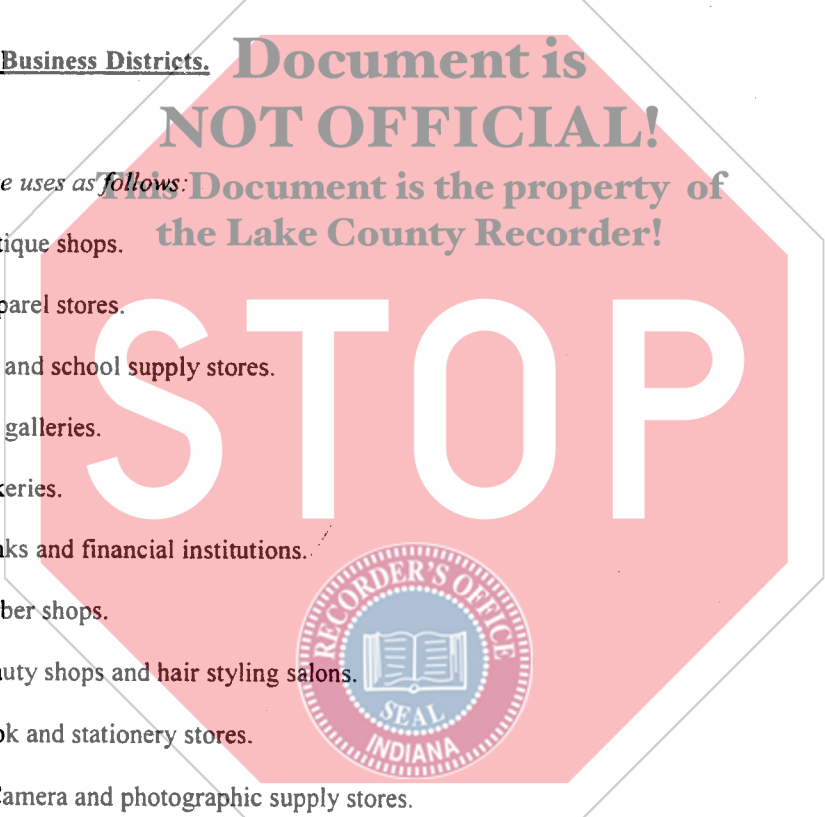 Business Districts.
Document is
NOT OFFICIAL!
e uses as follows:
This Document is the property of
the Lake County Recorder!
tique shops.
parel stores.
and school supply stores.
galleries.
keries.
nks and financial institutions.
ber shops.
auty shops and hair styling salons.
ok and stationery stores.
Camera and photographic supply stores.
STOP
RECORDER'S OFFICE
SEAL
INDIANA